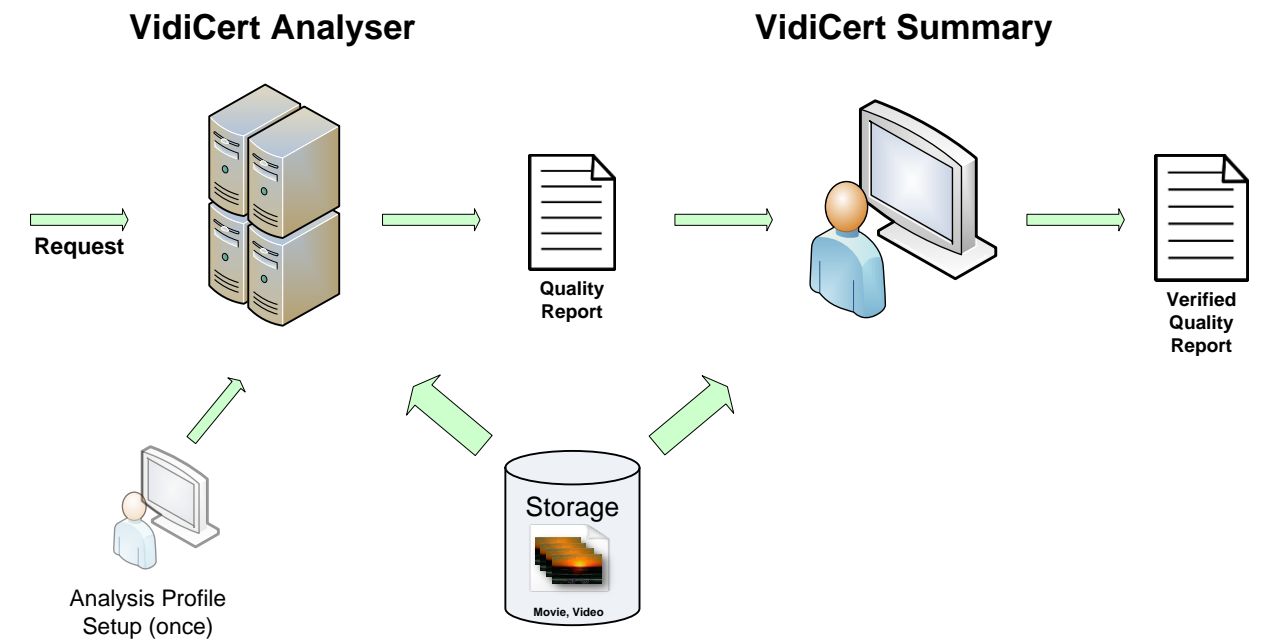 VidiCert Analyser
VidiCert Summary
Request
Quality
Report
Verified
Quality
Report
Storage
Movie, Video
Analysis Profile
Setup (once)